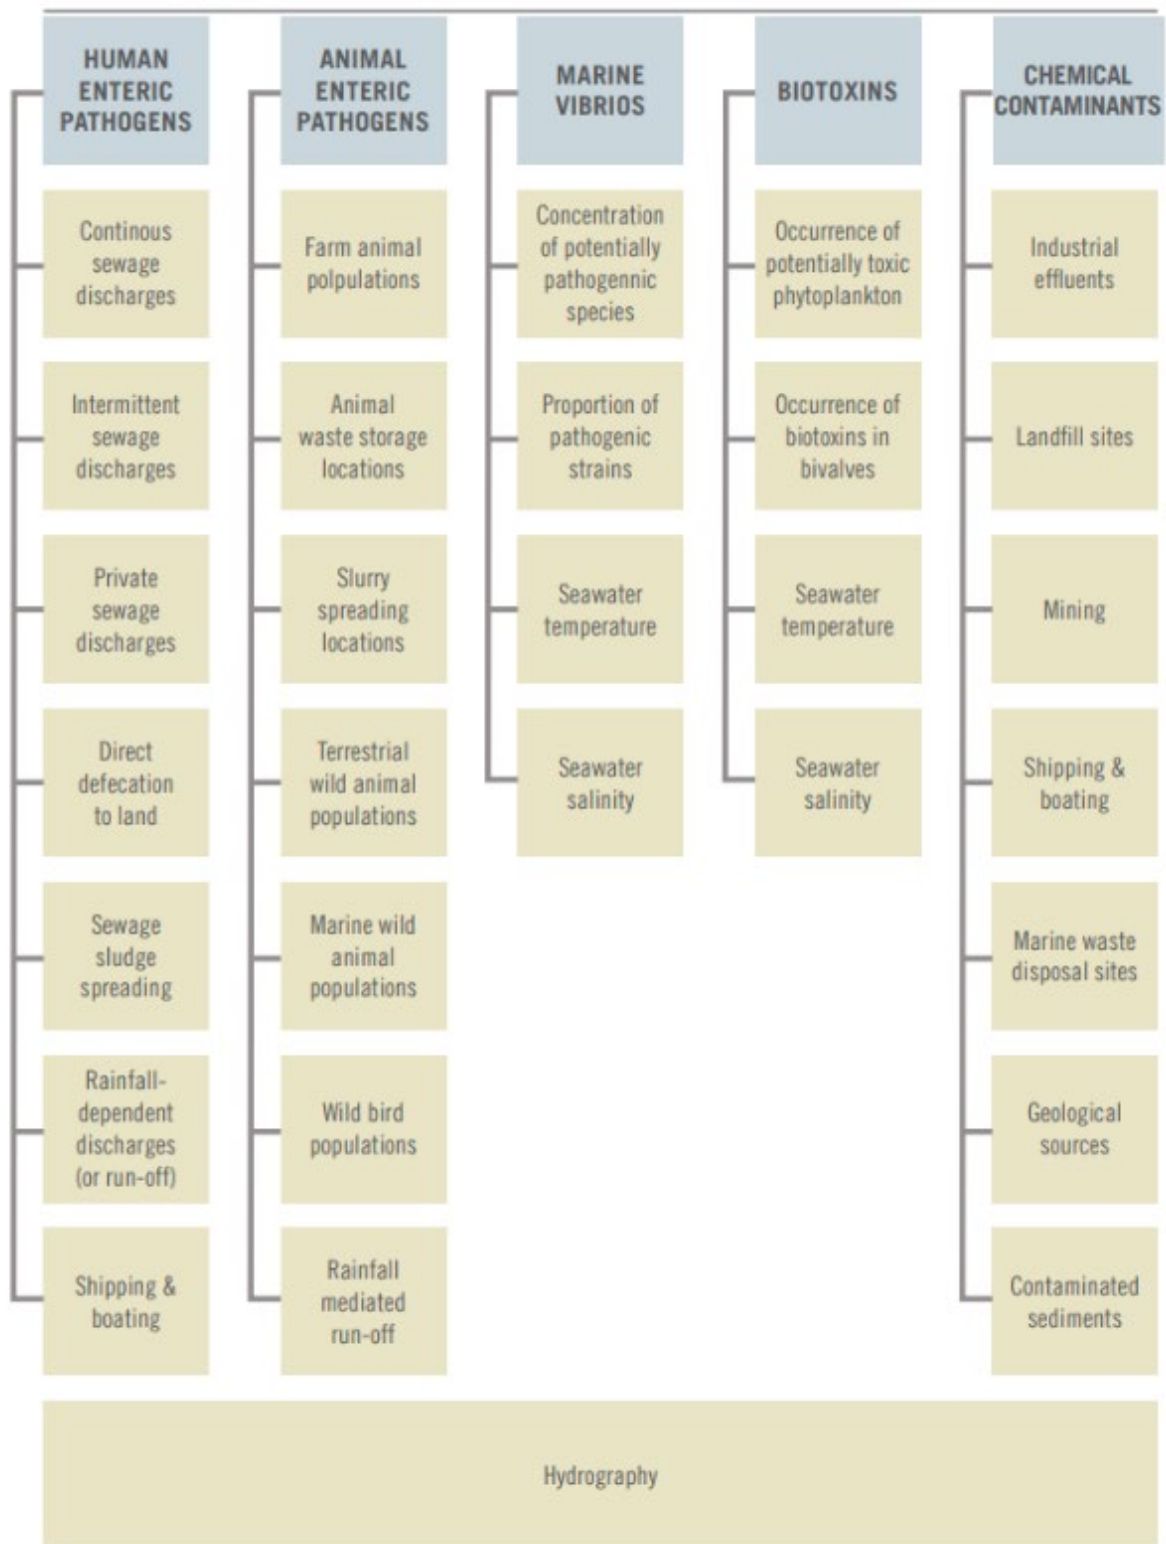 HUMAN
ENTERIC
PATHOGENS
Continous
sewage
discharges
Intermittent
sewage
discharges
Private
sewage
discharges
Direct
defecation
to land
Sewage
sludge
spreading
Rainfall-
dependent
discharges
(or run-off)
Shipping &
boating
ANIMAL
ENTERIC
PATHOGENS
Farm animal
polpulations
Animal
waste storage
locations
Slurry
spreading
locations
Terrestrial
wild animal
populations
Marine wild
animal
populations
Wild bird
populations
Rainfall
mediated
run-off
MARINE
VIBRIOS
Concentration
of potentially
pathogennic
species
Proportion of
pathogenic
strains
Seawater
temperature
Seawater
salinity
BIOTOXINS
Occurrence of
potentially toxic
phytoplankton
Occurrence of
biotoxins in
bivalves
Seawater
temperature
Seawater
salinity
CHEMICAL
CONTAMINANTS
Industrial
effluents
Landfill sites
Mining
Shipping &
boating
Marine waste
disposal sites
Geological
sources
Contaminated
sediments
Hydrography